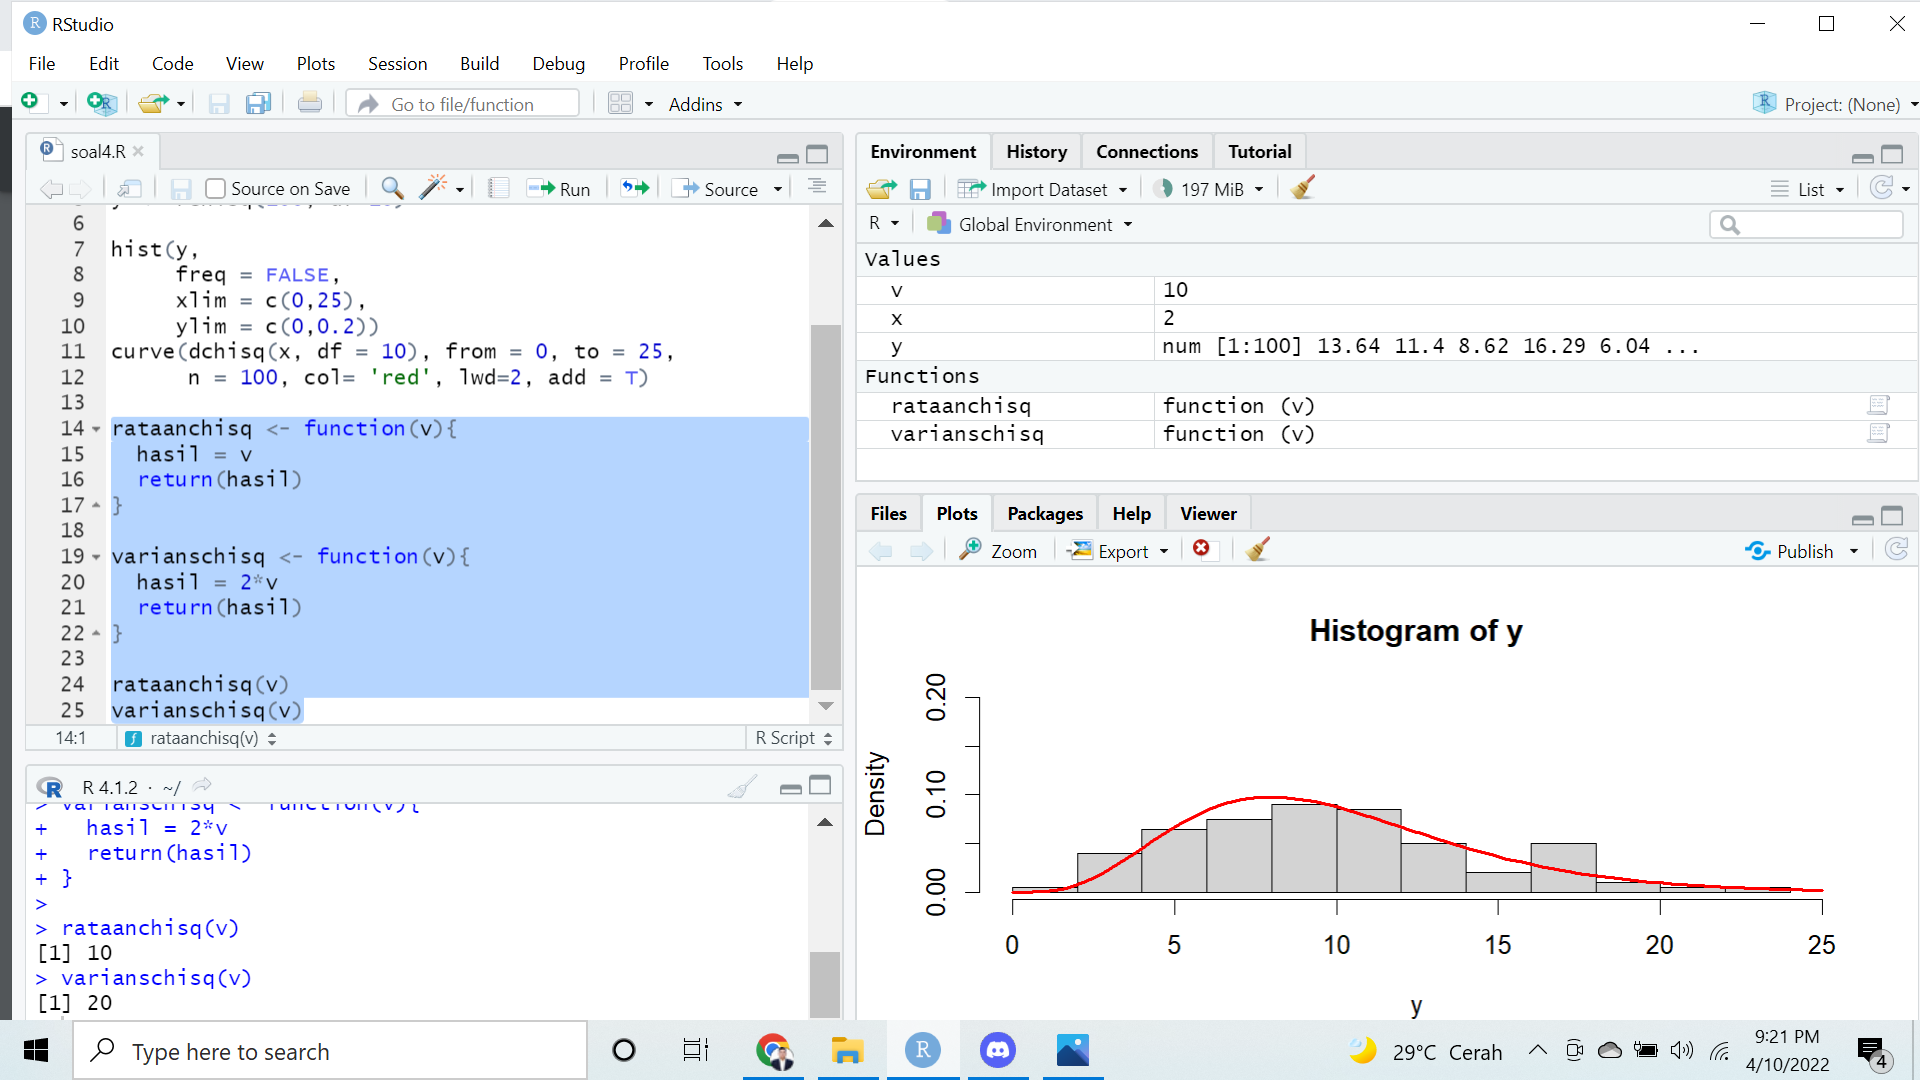 RStudio
File Edit Code View Plots Session Build Debug Profile Tools Help
Go to file/function Addins Project: (None)
soal4.R
Source on Save Run Source
6
7 hist(y,
8 freq = FALSE,
9 xlim = c(0,25),
10 ylim = c(0,0.2))
11 curve(dchisq(x, df = 10), from = 0, to = 25,
12 n = 100, col= 'red', lwd=2, add = T)
13
14 rataanchisq <- function(v){
15 hasil = v
16 return(hasil)
17 }
18
19 varianschisq <- function(v){
20 hasil = 2*v
21 return(hasil)
22 }
23
24 rataanchisq(v)
25 varianschisq(v)
14:1 rataanchisq(v) R Script
R 4.1.2 · ~/
> varianschisq <- function(v){
+ hasil = 2*v
+ return(hasil)
+ }
>
> rataanchisq(v)
[1] 10
> varianschisq(v)
[1] 20
Environment History Connections Tutorial
Import Dataset 197 MiB List
R Global Environment
Values
v 10
x 2
y num [1:100] 13.64 11.4 8.62 16.29 6.04 ...
Functions
rataanchisq function (v)
varianschisq function (v)
Files Plots Packages Help Viewer
Zoom Export Publish
Histogram of y
Density
0.00 0.10 0.20
0 5 10 15 20 25
y
Type here to search
29°C Cerah
9:21 PM
4/10/2022
4